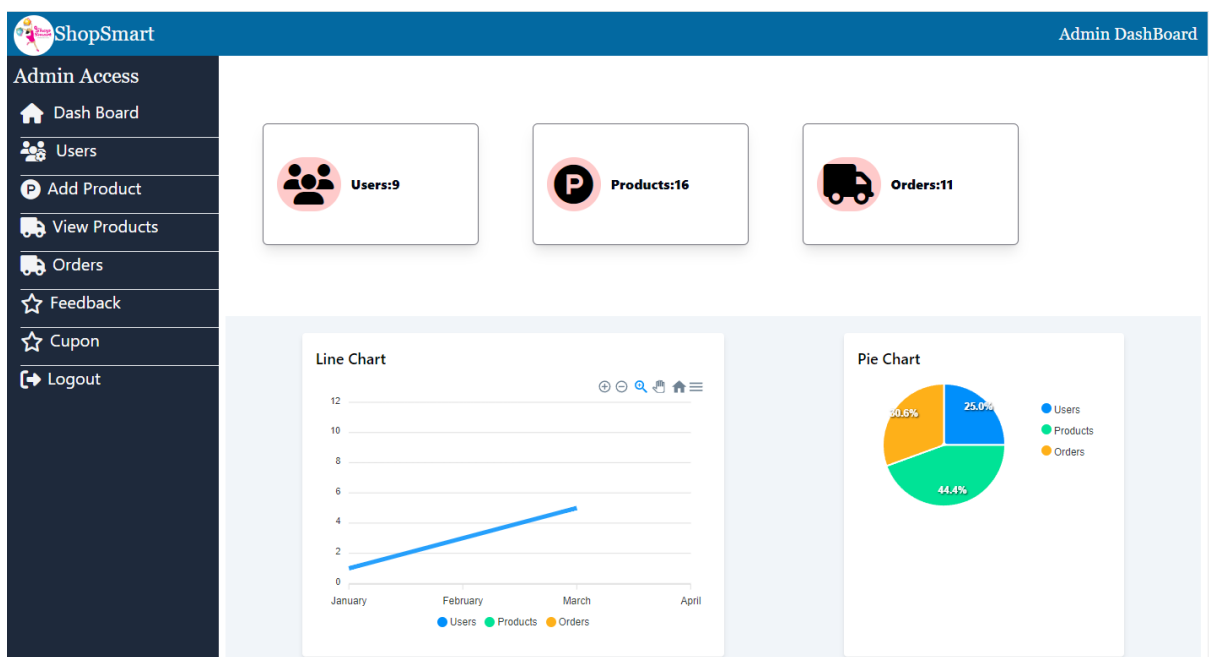 ShopSmart
Admin DashBoard
Admin Access
Dash Board
Users
Add Product
View Products
Orders
Feedback
Cupon
Logout
Users:9
P
Products:16
Orders:11
Line Chart
12
10
8
6
4
2
0
January February March April
Users Products Orders
Pie Chart
30.6%
25.0%
44.4%
Users
Products
Orders